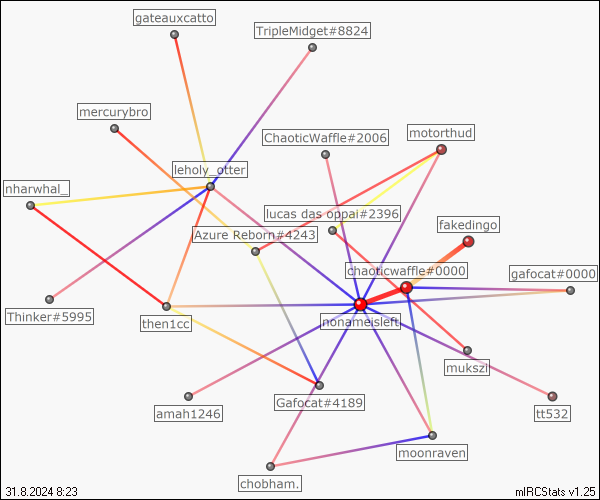 gateauxcatto
TripleMidget#8824
mercurybro
ChaoticWaffle#2006
motorthud
leholy_otter
nharwhal_
lucas das oppai#2396
fakedingo
Azure Reborn#4243
chaoticwaffle#0000
gafocat#0000
Thinker#5995
then1cc
nonameisleft
mukszi
amah1246
Gafocat#4189
tt532
moonraven
chobham.
31.8.2024 8:23
mIRCStats v1.25